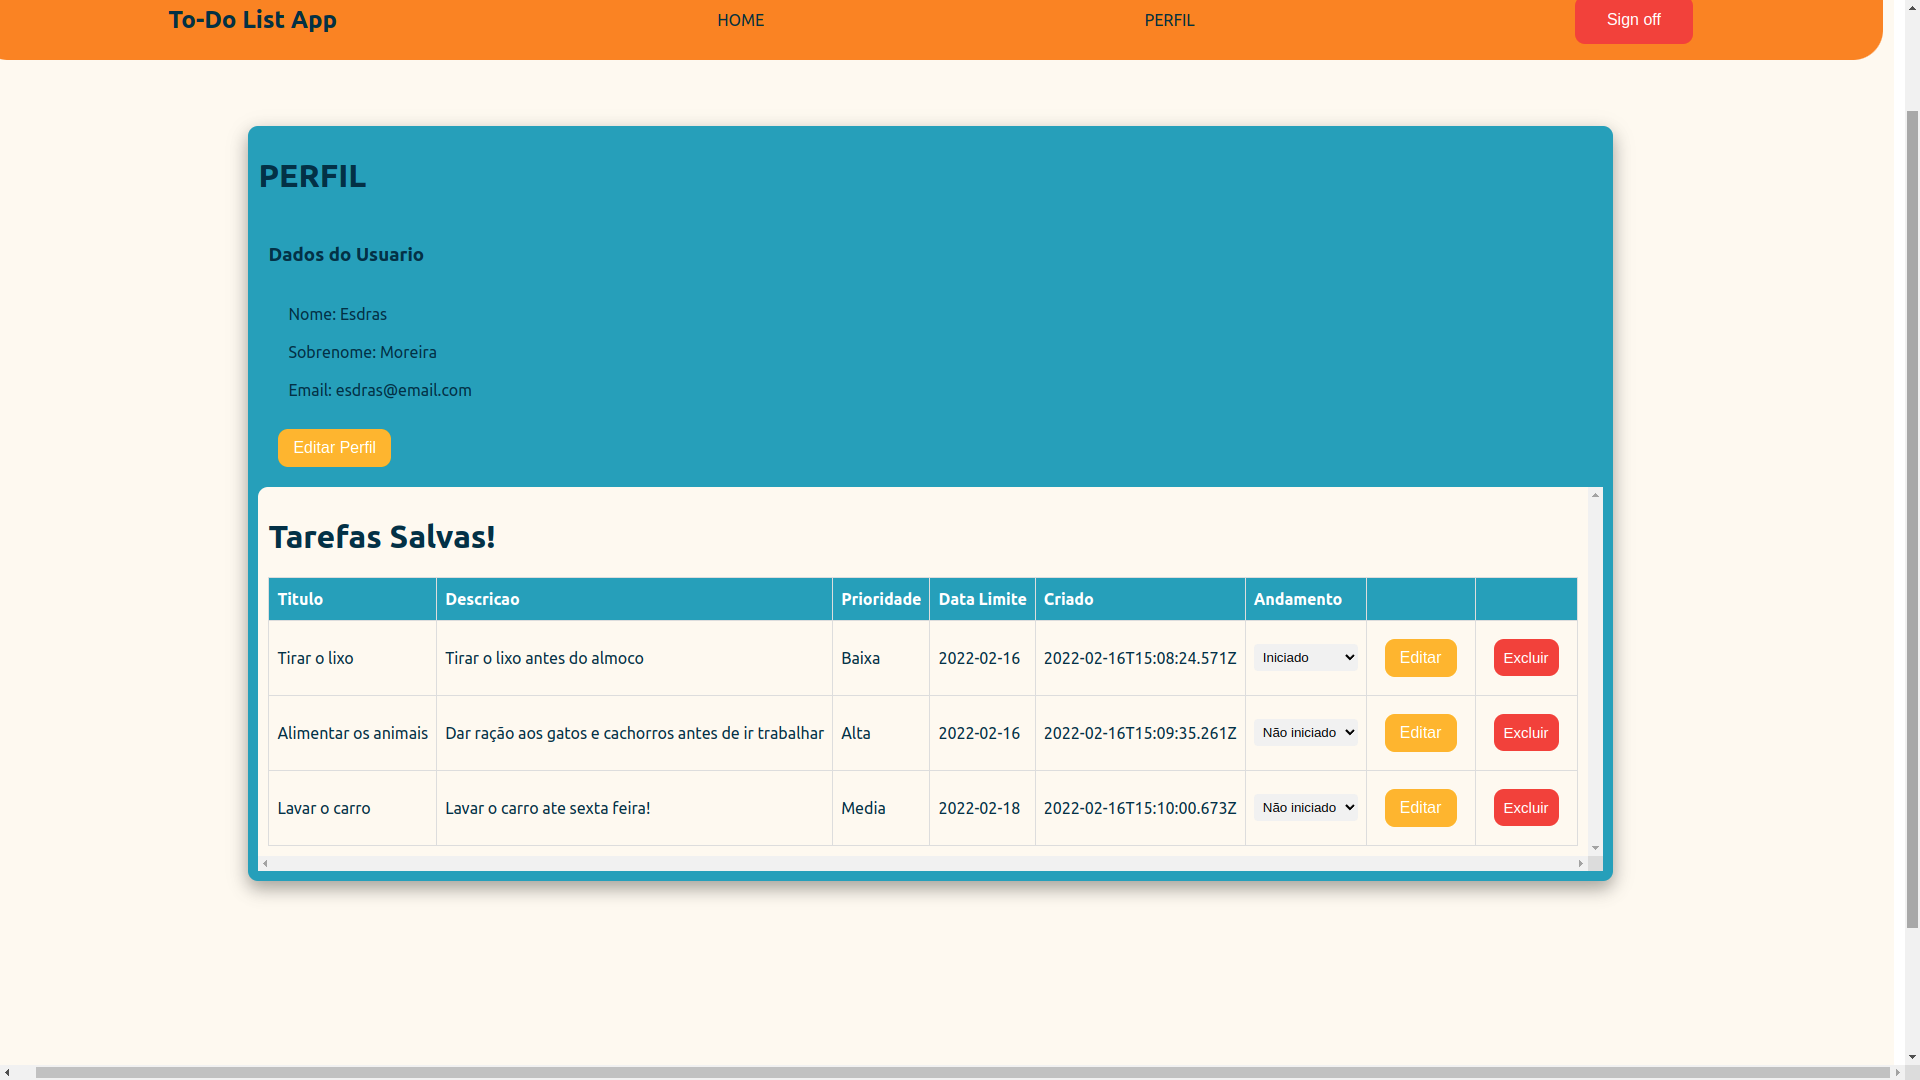 To-Do List App HOME PERFIL Sign off
PERFIL
Dados do Usuario
Nome: Esdras
Sobrenome: Moreira
Email: esdras@email.com
Editar Perfil
Tarefas Salvas!
Titulo Descricao Prioridade Data Limite Criado Andamento
Tirar o lixo Tirar o lixo antes do almoco Baixa 2022-02-16 2022-02-16T15:08:24.571Z Iniciado Editar Excluir
Alimentar os animais Dar ração aos gatos e cachorros antes de ir trabalhar Alta 2022-02-16 2022-02-16T15:09:35.261Z Não iniciado Editar Excluir
Lavar o carro Lavar o carro ate sexta feira! Media 2022-02-18 2022-02-16T15:10:00.673Z Não iniciado Editar Excluir